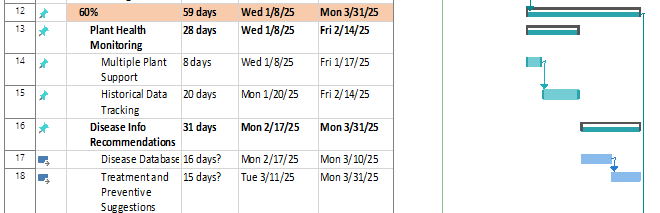 12 60% 59 days Wed 1/8/25 Mon 3/31/25
13 Plant Health Monitoring 28 days Wed 1/8/25 Fri 2/14/25
14 Multiple Plant Support 8 days Wed 1/8/25 Fri 1/17/25
15 Historical Data Tracking 20 days Mon 1/20/25 Fri 2/14/25
16 Disease Info Recommendations 31 days Mon 2/17/25 Mon 3/31/25
17 Disease Database 16 days? Mon 2/17/25 Mon 3/10/25
18 Treatment and Preventive Suggestions 15 days? Tue 3/11/25 Mon 3/31/25